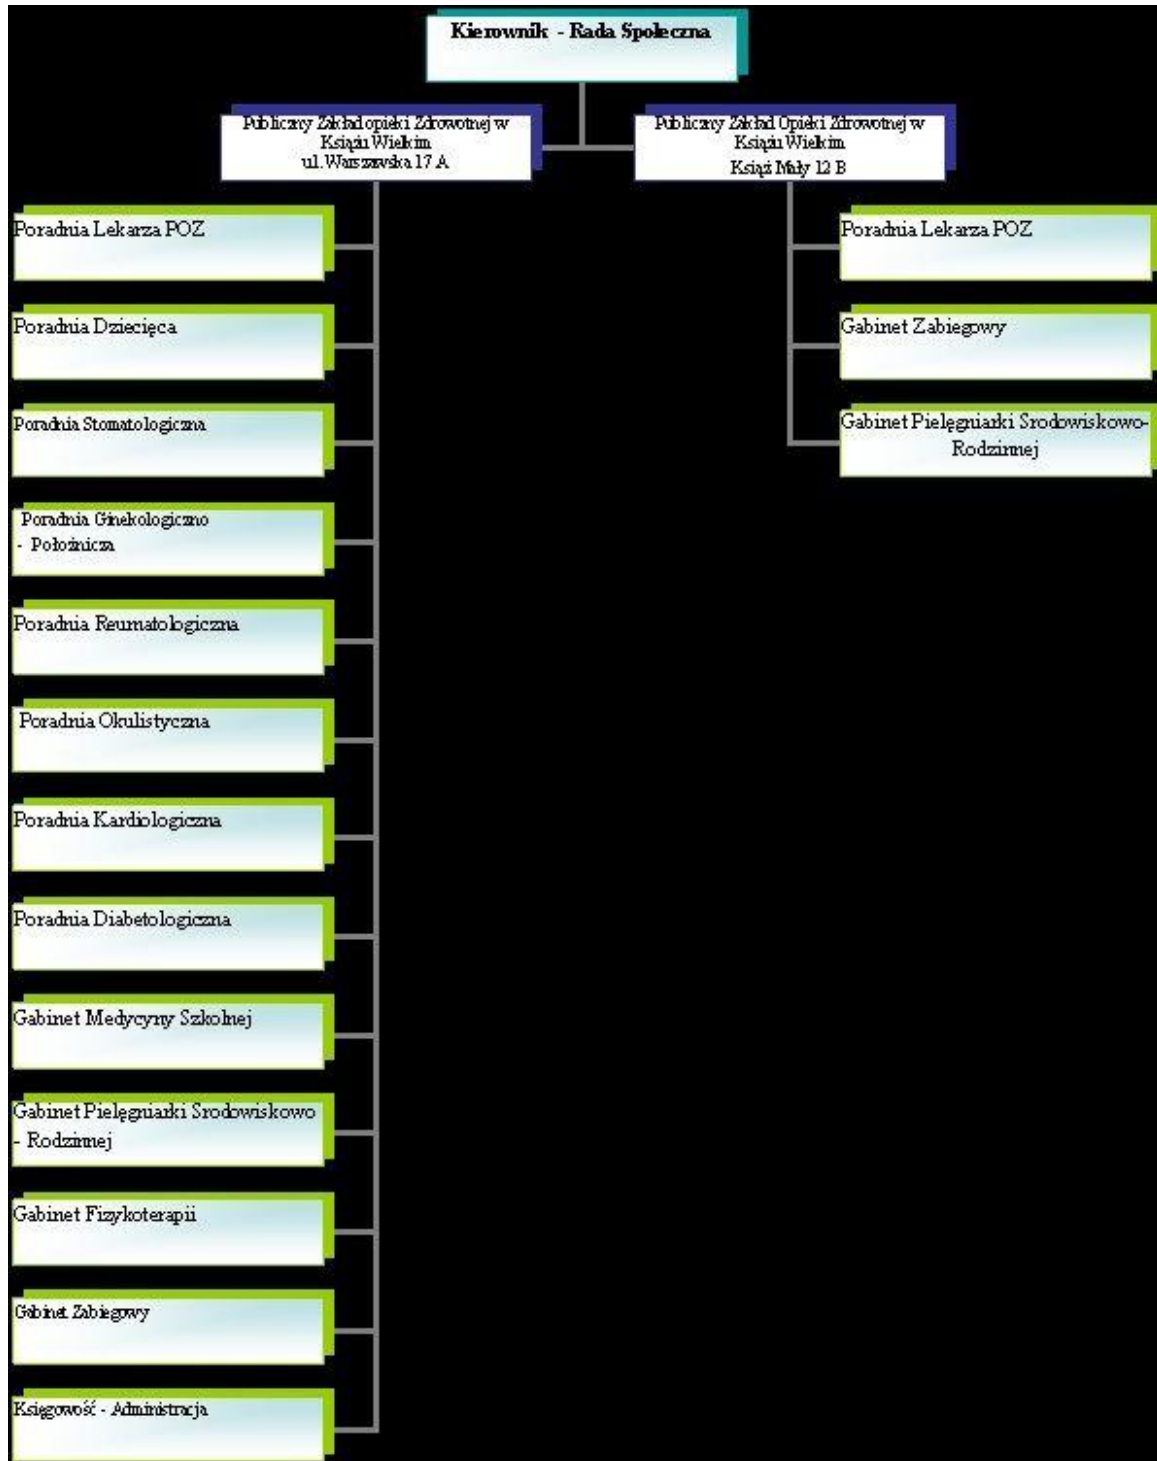 Kierownik - Rada Społeczna
Publiczny Zakład opieki Zdrowotnej w
Książu Wielkim
ul. Warszawska 17 A
Publiczny Zakład Opieki Zdrowotnej w
Książu Wielkim
Książ Mały 12 B
Poradnia Lekarza POZ
Poradnia Dziecięca
Poradnia Stomatologiczna
Poradnia Ginekologiczno
- Położnicza
Poradnia Reumatologiczna
Poradnia Okulistyczna
Poradnia Kardiologiczna
Poradnia Diabetologiczna
Gabinet Medycyny Szkolnej
Gabinet Pielęgniarki Srodowiskowo
- Rodzinnej
Gabinet Fizykoterapii
Gabinet Zabiegowy
Księgowość - Administracja
Poradnia Lekarza POZ
Gabinet Zabiegowy
Gabinet Pielęgniarki Srodowiskowo-
Rodzinnej